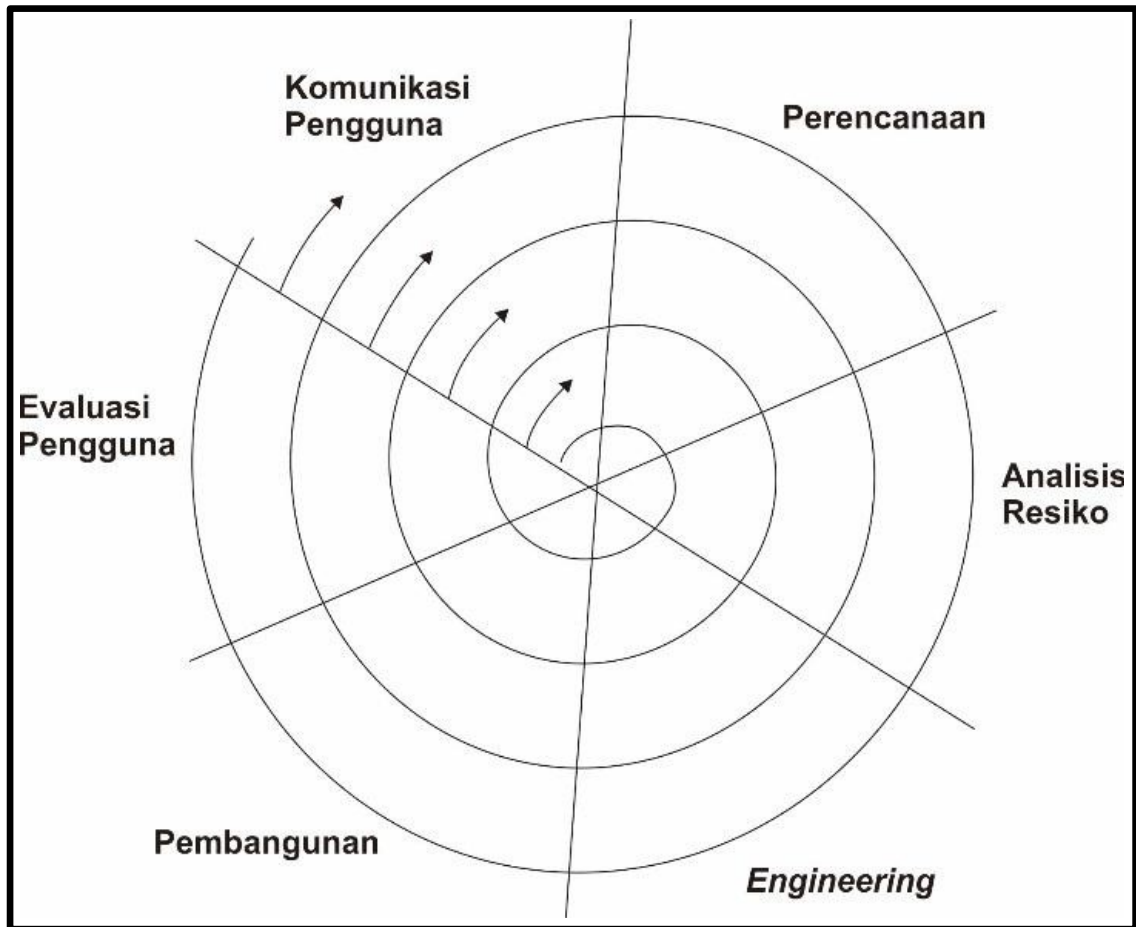 Komunikasi
Pengguna
Perencanaan
Evaluasi
Pengguna
Analisis
Resiko
Pembangunan
Engineering